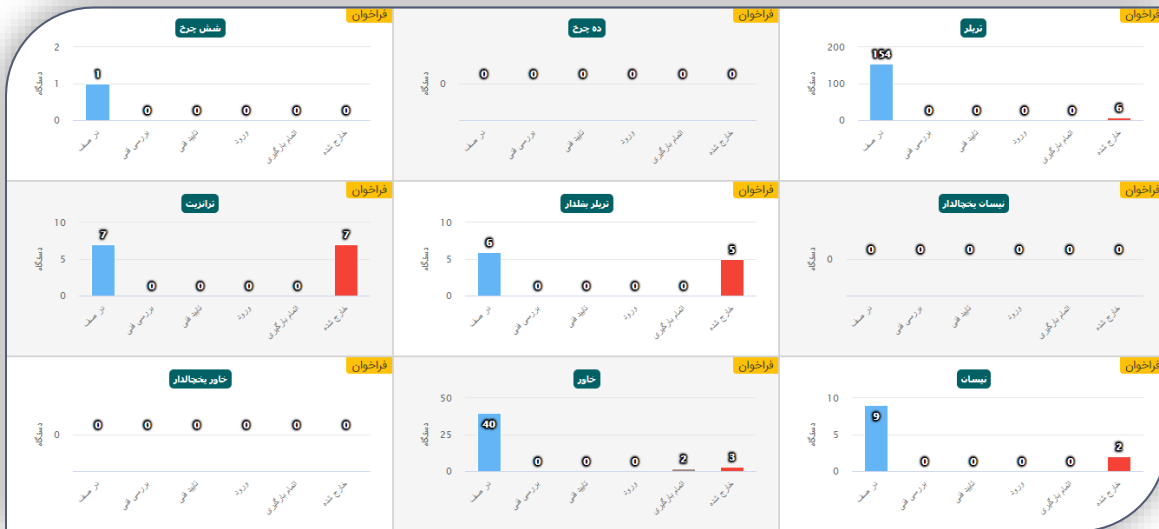 فراخوان
تریلر
دستگاه
200
100
0
154
0
0
0
0
6
در صف
بررسی فنی
تایید فنی
ورود
اتمام بارگیری
خارج شده
فراخوان
ده چرخ
دستگاه
0
0
0
0
0
0
0
در صف
بررسی فنی
تایید فنی
ورود
اتمام بارگیری
خارج شده
فراخوان
شش چرخ
دستگاه
2
1
0
1
0
0
0
0
0
در صف
بررسی فنی
تایید فنی
ورود
اتمام بارگیری
خارج شده
فراخوان
نیسان یخچالدار
دستگاه
0
0
0
0
0
0
0
در صف
بررسی فنی
تایید فنی
ورود
اتمام بارگیری
خارج شده
فراخوان
تریلر بغلدار
دستگاه
10
5
0
6
0
0
0
0
5
در صف
بررسی فنی
تایید فنی
ورود
اتمام بارگیری
خارج شده
فراخوان
ترانزیت
دستگاه
10
5
0
7
0
0
0
0
7
در صف
بررسی فنی
تایید فنی
ورود
اتمام بارگیری
خارج شده
فراخوان
نیسان
دستگاه
10
5
0
9
0
0
0
0
2
در صف
بررسی فنی
تایید فنی
ورود
اتمام بارگیری
خارج شده
فراخوان
خاور
دستگاه
50
25
0
40
0
0
0
2
3
در صف
بررسی فنی
تایید فنی
ورود
اتمام بارگیری
خارج شده
فراخوان
خاور یخچالدار
دستگاه
0
0
0
0
0
0
0
در صف
بررسی فنی
تایید فنی
ورود
اتمام بارگیری
خارج شده